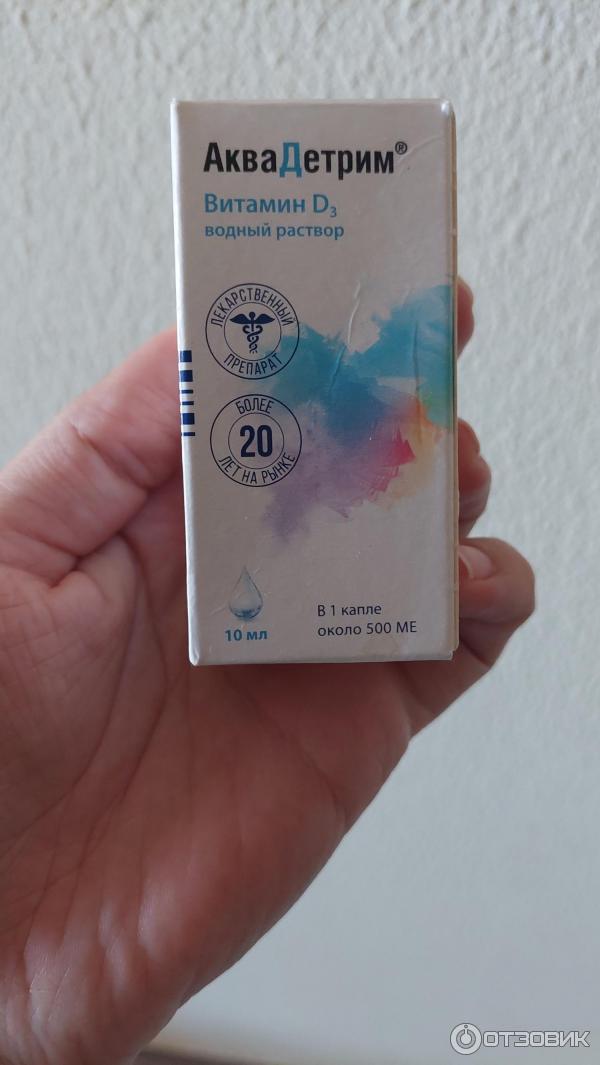 АкваДетрим®
Витамин D₃
водный раствор
ЛЕКАРСТВЕННЫЙ
ПРЕПАРАТ
БОЛЕЕ
20
ЛЕТ НА РЫНКЕ
10 мл
В 1 капле
около 500 МЕ
ОТЗОВИК